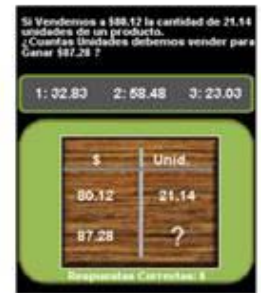 Si Vendemos a $80.12 la cantidad de 21.14
unidades de un producto.
¿Cuantas Unidades debemos vender para
Ganar $87.28 ?
1: 32.83 2: 58.48 3: 23.03
$ Unid.
80.12 21.14
87.28 ?
Respuestas Correctas: